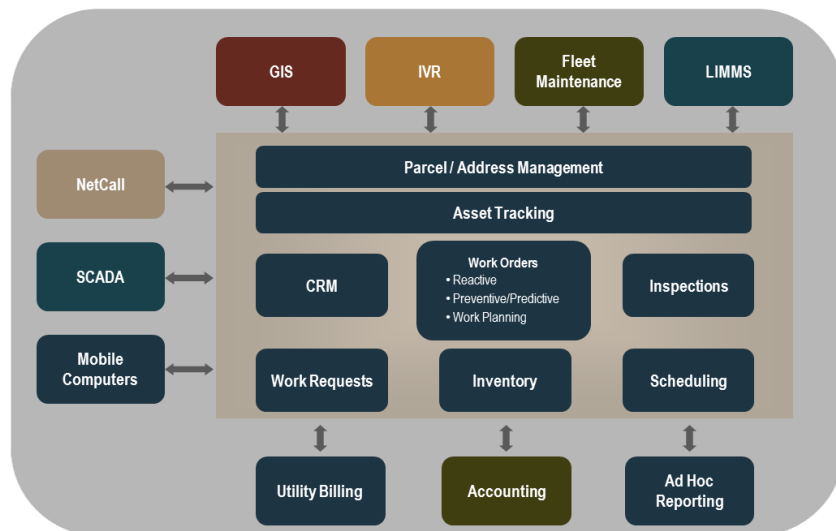 GIS
IVR
Fleet
Maintenance
LIMMS
Parcel / Address Management
NetCall
Asset Tracking
Work Orders
• Reactive
• Preventive/Predictive
• Work Planning
SCADA
CRM
Inspections
Mobile
Computers
Work Requests
Inventory
Scheduling
Utility Billing
Accounting
Ad Hoc
Reporting